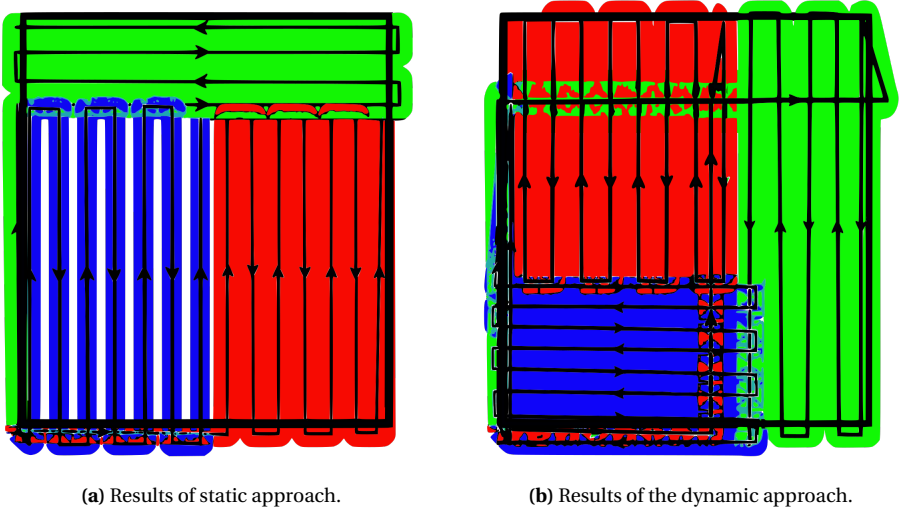 (a) Results of static approach.
(b) Results of the dynamic approach.